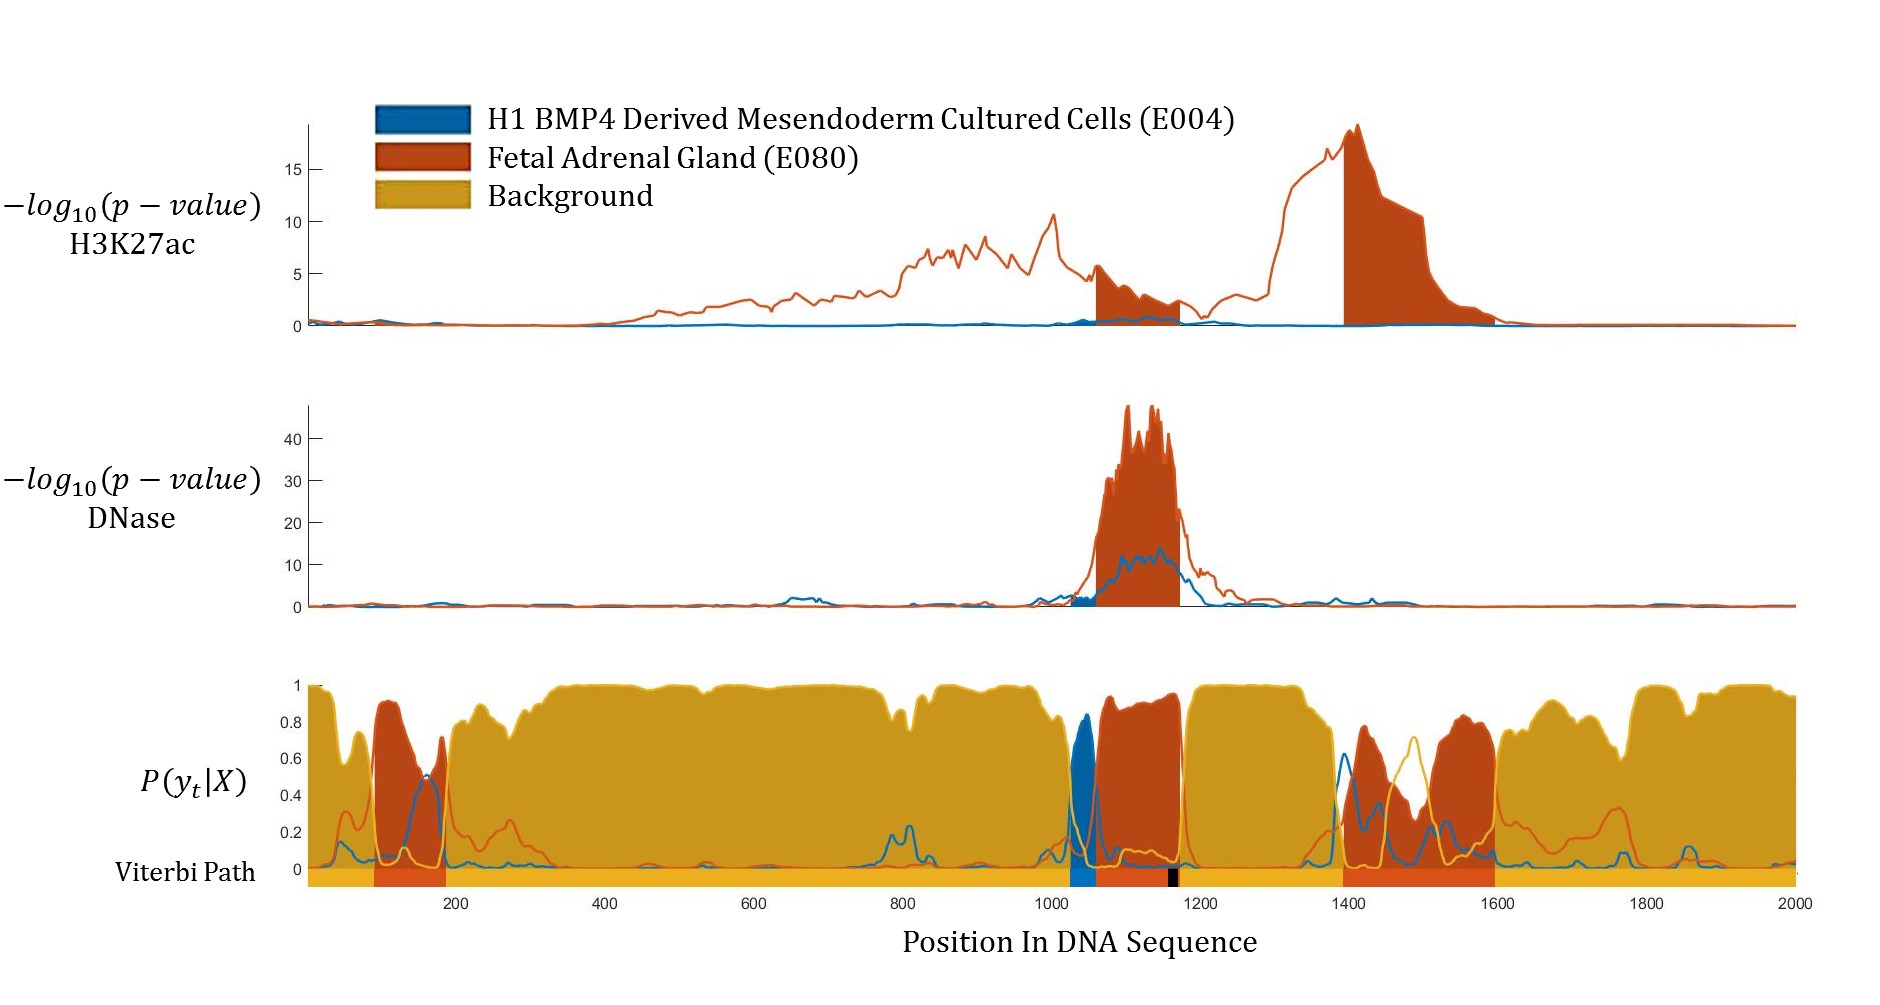 H1 BMP4 Derived Mesendoderm Cultured Cells (E004)
Fetal Adrenal Gland (E080)
Background
−log₁₀(p − value)
H3K27ac
15
10
5
0
−log₁₀(p − value)
DNase
40
30
20
10
0
P(yₜ|X)
1
0.8
0.6
0.4
0.2
0
Viterbi Path
200 400 600 800 1000 1200 1400 1600 1800 2000
Position In DNA Sequence